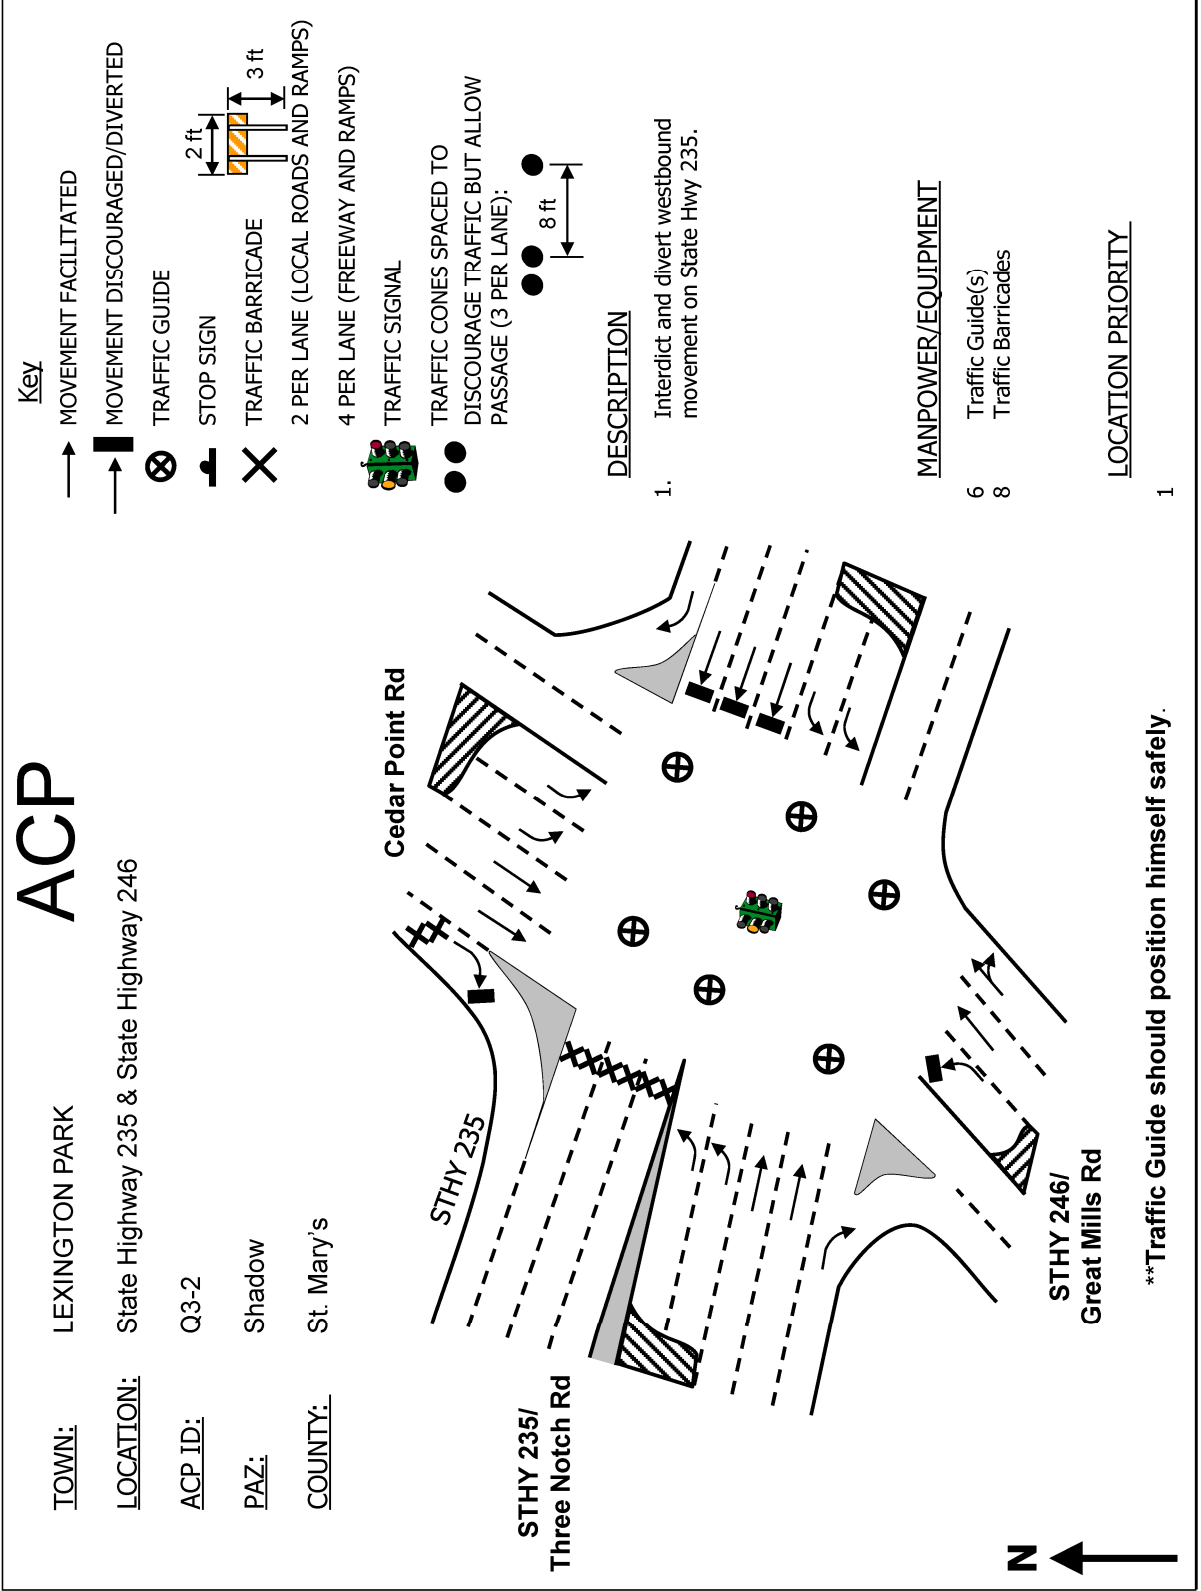 ACP
TOWN: LEXINGTON PARK
LOCATION: State Highway 235 & State Highway 246
ACP ID: Q3-2
PAZ: Shadow
COUNTY: St. Mary's
Key
MOVEMENT FACILITATED
MOVEMENT DISCOURAGED/DIVERTED
TRAFFIC GUIDE
STOP SIGN
TRAFFIC BARRICADE
2 PER LANE (LOCAL ROADS AND RAMPS)
4 PER LANE (FREEWAY AND RAMPS)
2 ft
3 ft
TRAFFIC SIGNAL
TRAFFIC CONES SPACED TO
DISCOURAGE TRAFFIC BUT ALLOW
PASSAGE (3 PER LANE):
8 ft
DESCRIPTION
1. Interdict and divert westbound
movement on State Hwy 235.
MANPOWER/EQUIPMENT
6 Traffic Guide(s)
8 Traffic Barricades
LOCATION PRIORITY
1
Cedar Point Rd
STHY 235
STHY 235/
Three Notch Rd
STHY 246/
Great Mills Rd
**Traffic Guide should position himself safely.
N